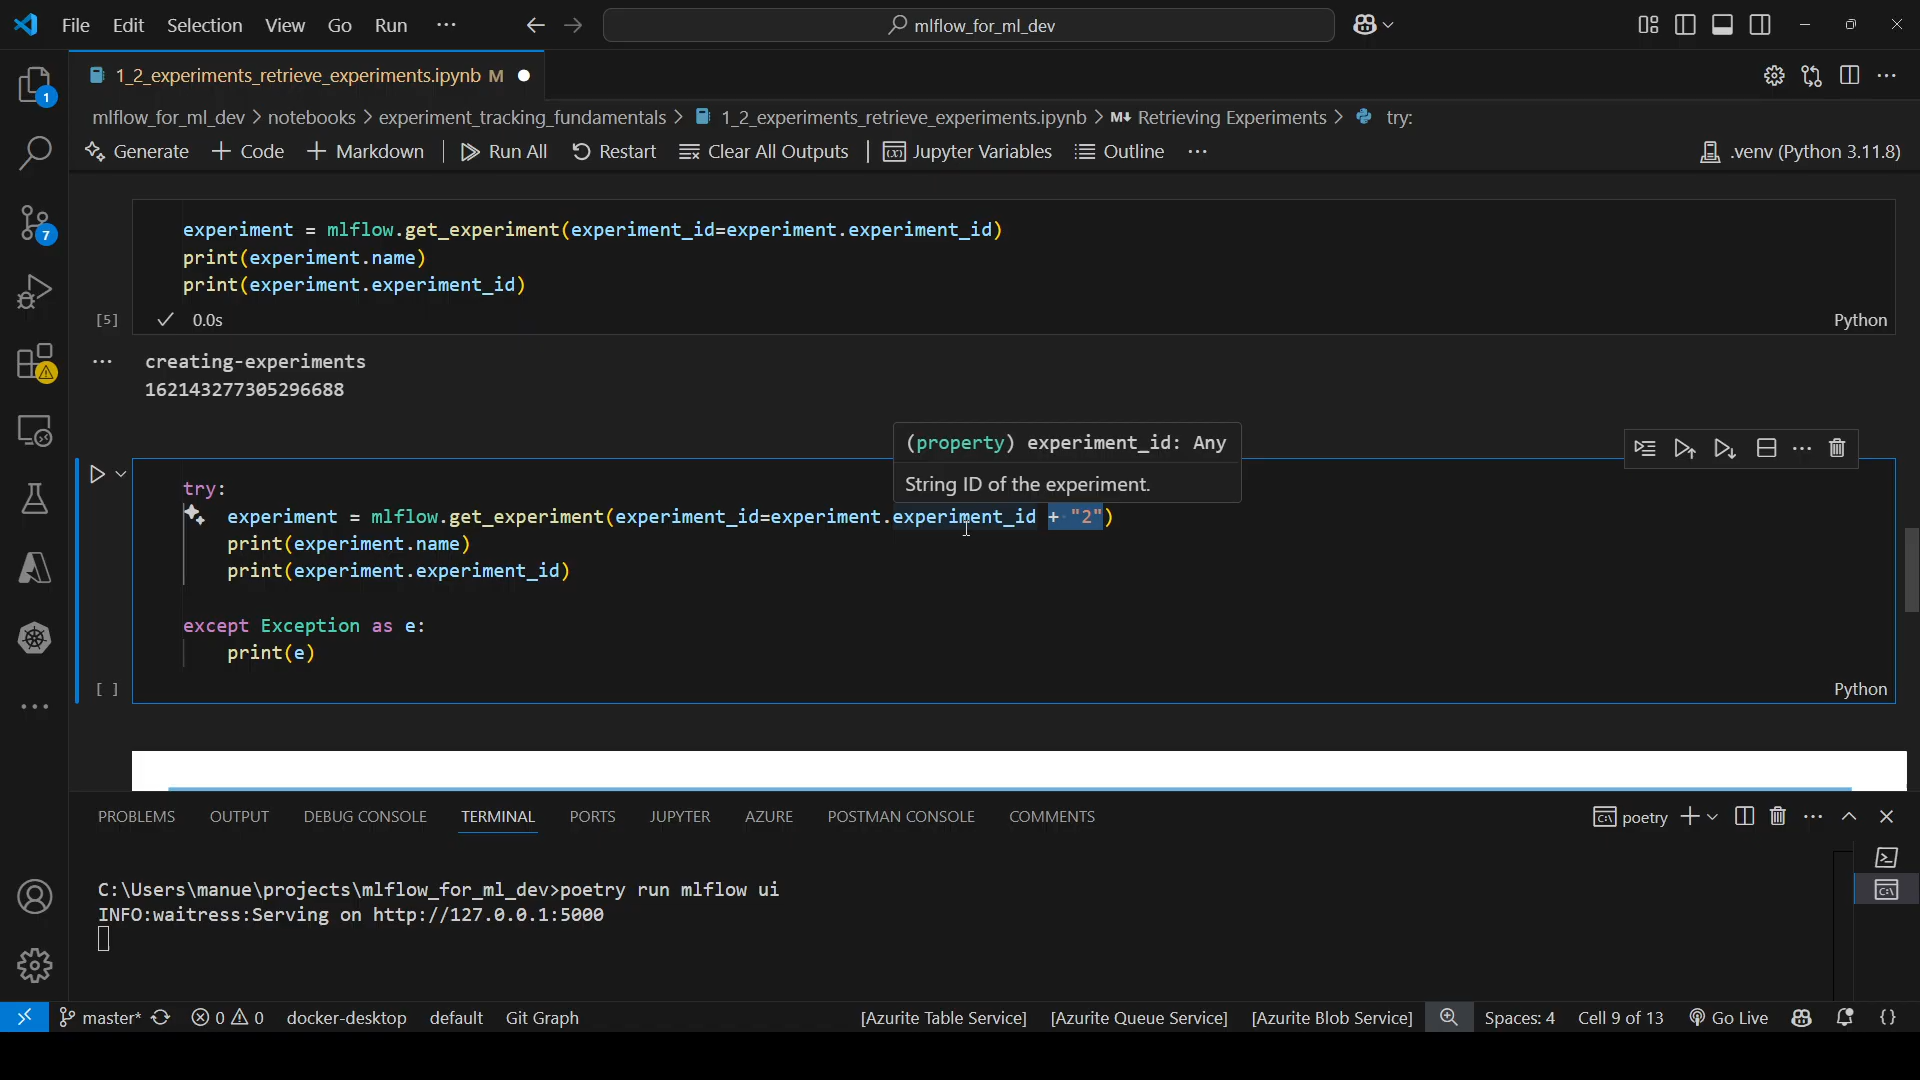 File Edit Selection View Go Run ··· mlflow_for_ml_dev
1_2_experiments_retrieve_experiments.ipynb M
mlflow_for_ml_dev > notebooks > experiment_tracking_fundamentals > 1_2_experiments_retrieve_experiments.ipynb > M↓ Retrieving Experiments > try:
Generate + Code + Markdown Run All Restart Clear All Outputs Jupyter Variables Outline ··· .venv (Python 3.11.8)
experiment = mlflow.get_experiment(experiment_id=experiment.experiment_id)
print(experiment.name)
print(experiment.experiment_id)
[5] ✓ 0.0s Python
··· creating-experiments
162143277305296688
(property) experiment_id: Any
String ID of the experiment.
try:
experiment = mlflow.get_experiment(experiment_id=experiment.experiment_id + "2")
print(experiment.name)
print(experiment.experiment_id)
except Exception as e:
print(e)
[ ] Python
PROBLEMS OUTPUT DEBUG CONSOLE TERMINAL PORTS JUPYTER AZURE POSTMAN CONSOLE COMMENTS poetry
C:\Users\manue\projects\mlflow_for_ml_dev>poetry run mlflow ui
INFO:waitress:Serving on http://127.0.0.1:5000
master* 0 0 docker-desktop default Git Graph [Azurite Table Service] [Azurite Queue Service] [Azurite Blob Service] Spaces: 4 Cell 9 of 13 Go Live {}
1
7